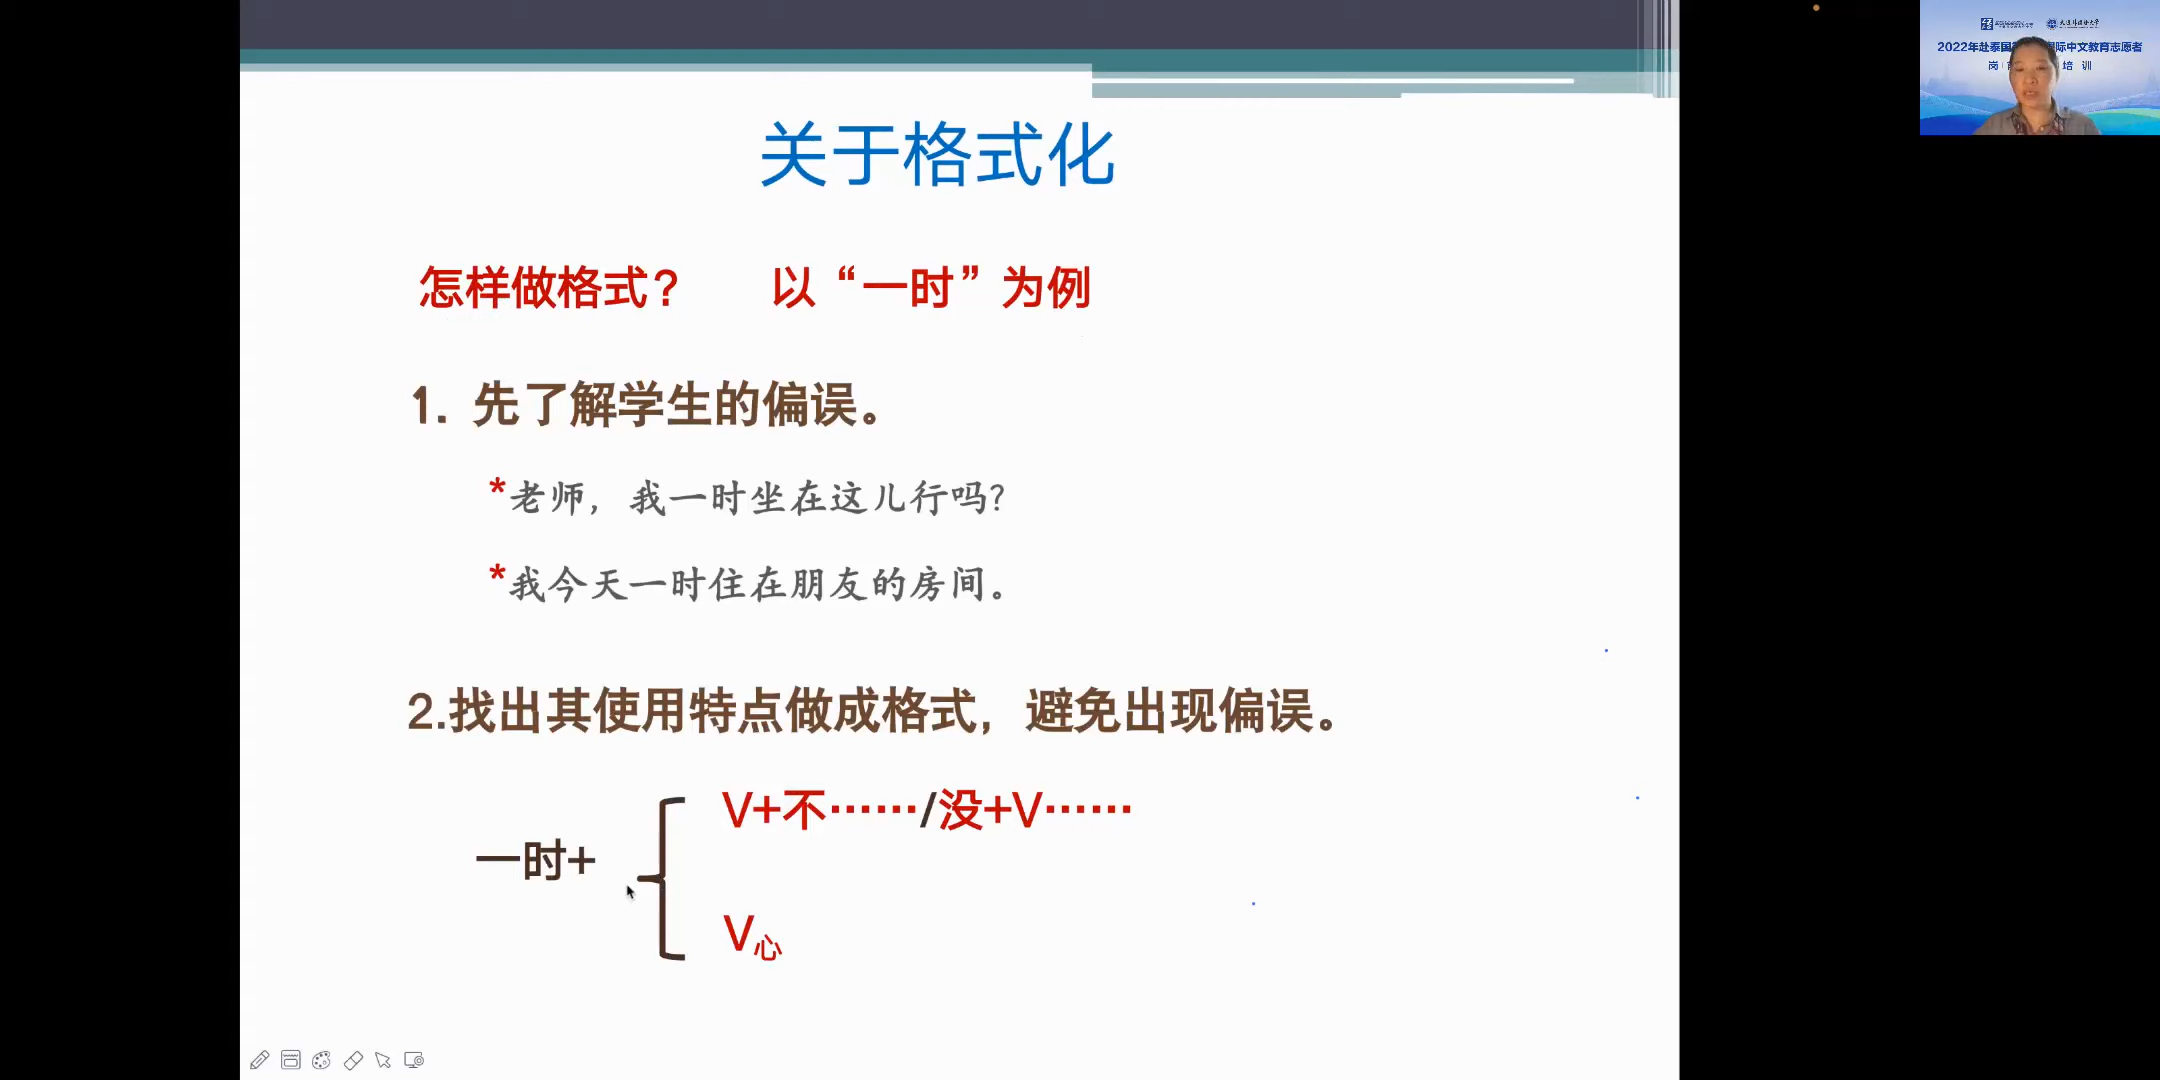 关于格式化
怎样做格式？ 以“一时”为例
1. 先了解学生的偏误。
*老师，我一时坐在这儿行吗?
*我今天一时住在朋友的房间。
2.找出其使用特点做成格式，避免出现偏误。
V+不……/没+V……
一时+
V心
2022年赴泰国 国际中文教育志愿者
岗 培 训